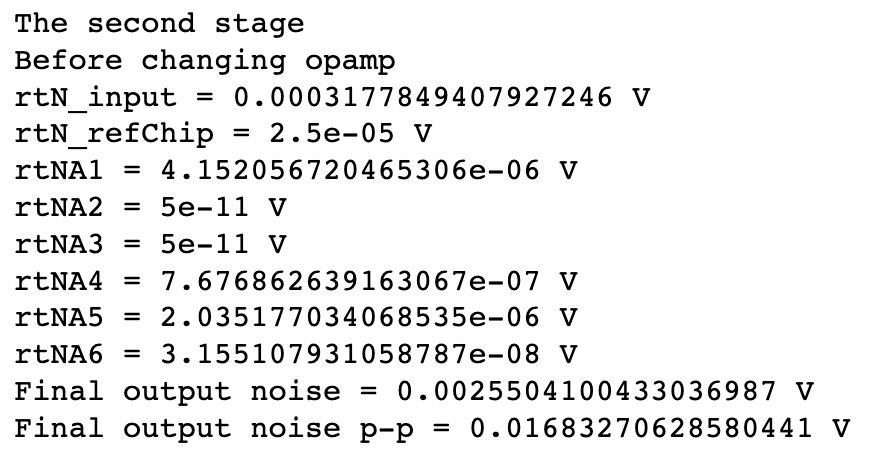 The second stage
Before changing opamp
rtN_input = 0.0003177849407927246 V
rtN_refChip = 2.5e-05 V
rtNA1 = 4.152056720465306e-06 V
rtNA2 = 5e-11 V
rtNA3 = 5e-11 V
rtNA4 = 7.676862639163067e-07 V
rtNA5 = 2.035177034068535e-06 V
rtNA6 = 3.155107931058787e-08 V
Final output noise = 0.0025504100433036987 V
Final output noise p-p = 0.01683270628580441 V